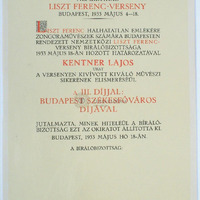 LISZT FERENC-VERSENY
BUDAPEST, 1933 MÁJUS 4–18.
LISZT FERENC HALHATATLAN EMLÉKÉRE
ZONGORAMŰVÉSZEK SZÁMÁRA BUDAPESTEN
RENDEZETT NEMZETKÖZI LISZT FERENC-
VERSENY BÍRÁLÓBIZOTTSÁGA
1933 MÁJUS 18-ÁN HOZOTT HATÁROZATÁVAL
KENTNER LAJOS
URAT
A VERSENYEN KIVÍVOTT KIVÁLÓ MŰVÉSZI
SIKERÉNEK ELISMERÉSÉÜL
III. DÍJJAL:
BUDAPEST SZÉKESFŐVÁROS
DÍJÁVAL
JUTALMAZTA, MINEK HITELÉÜL A BÍRÁLÓ-
BIZOTTSÁG EZT AZ OKIRATOT ÁLLÍTOTTA KI.
BUDAPEST, 1933 MÁJUS HÓ 18-ÁN.
A BÍRÁLÓBIZOTTSÁG: